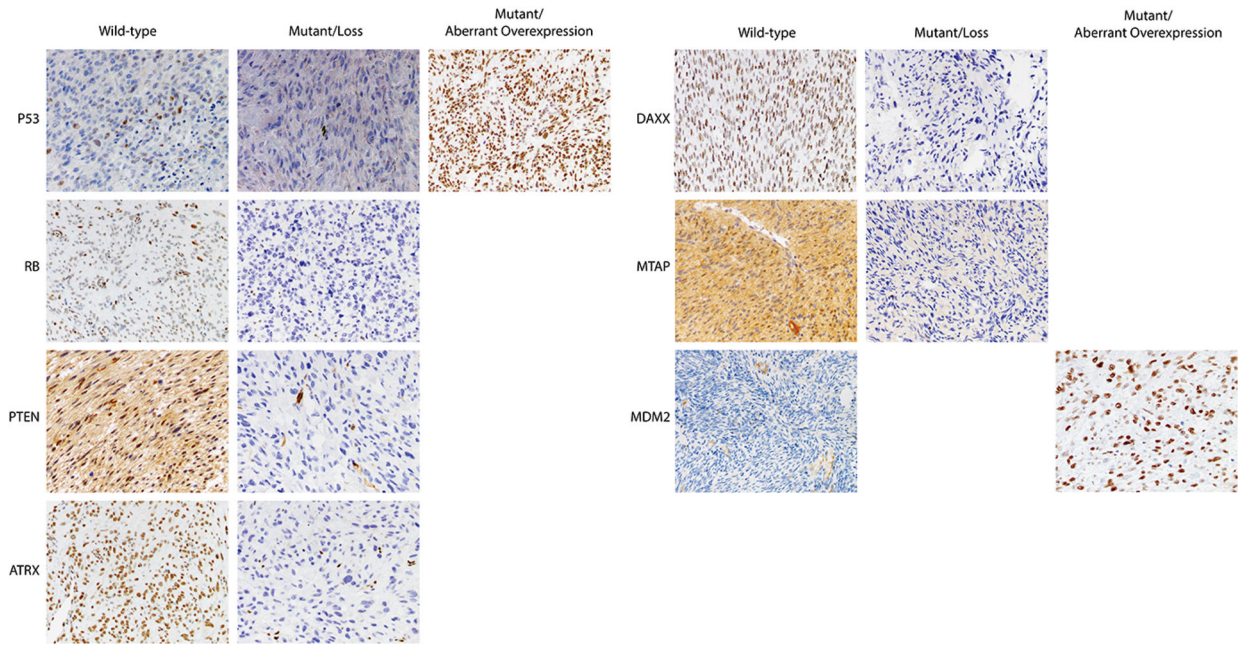 Wild-type
Mutant/Loss
Mutant/
Aberrant Overexpression
P53
RB
PTEN
ATRX
Wild-type
Mutant/Loss
Mutant/
Aberrant Overexpression
DAXX
MTAP
MDM2